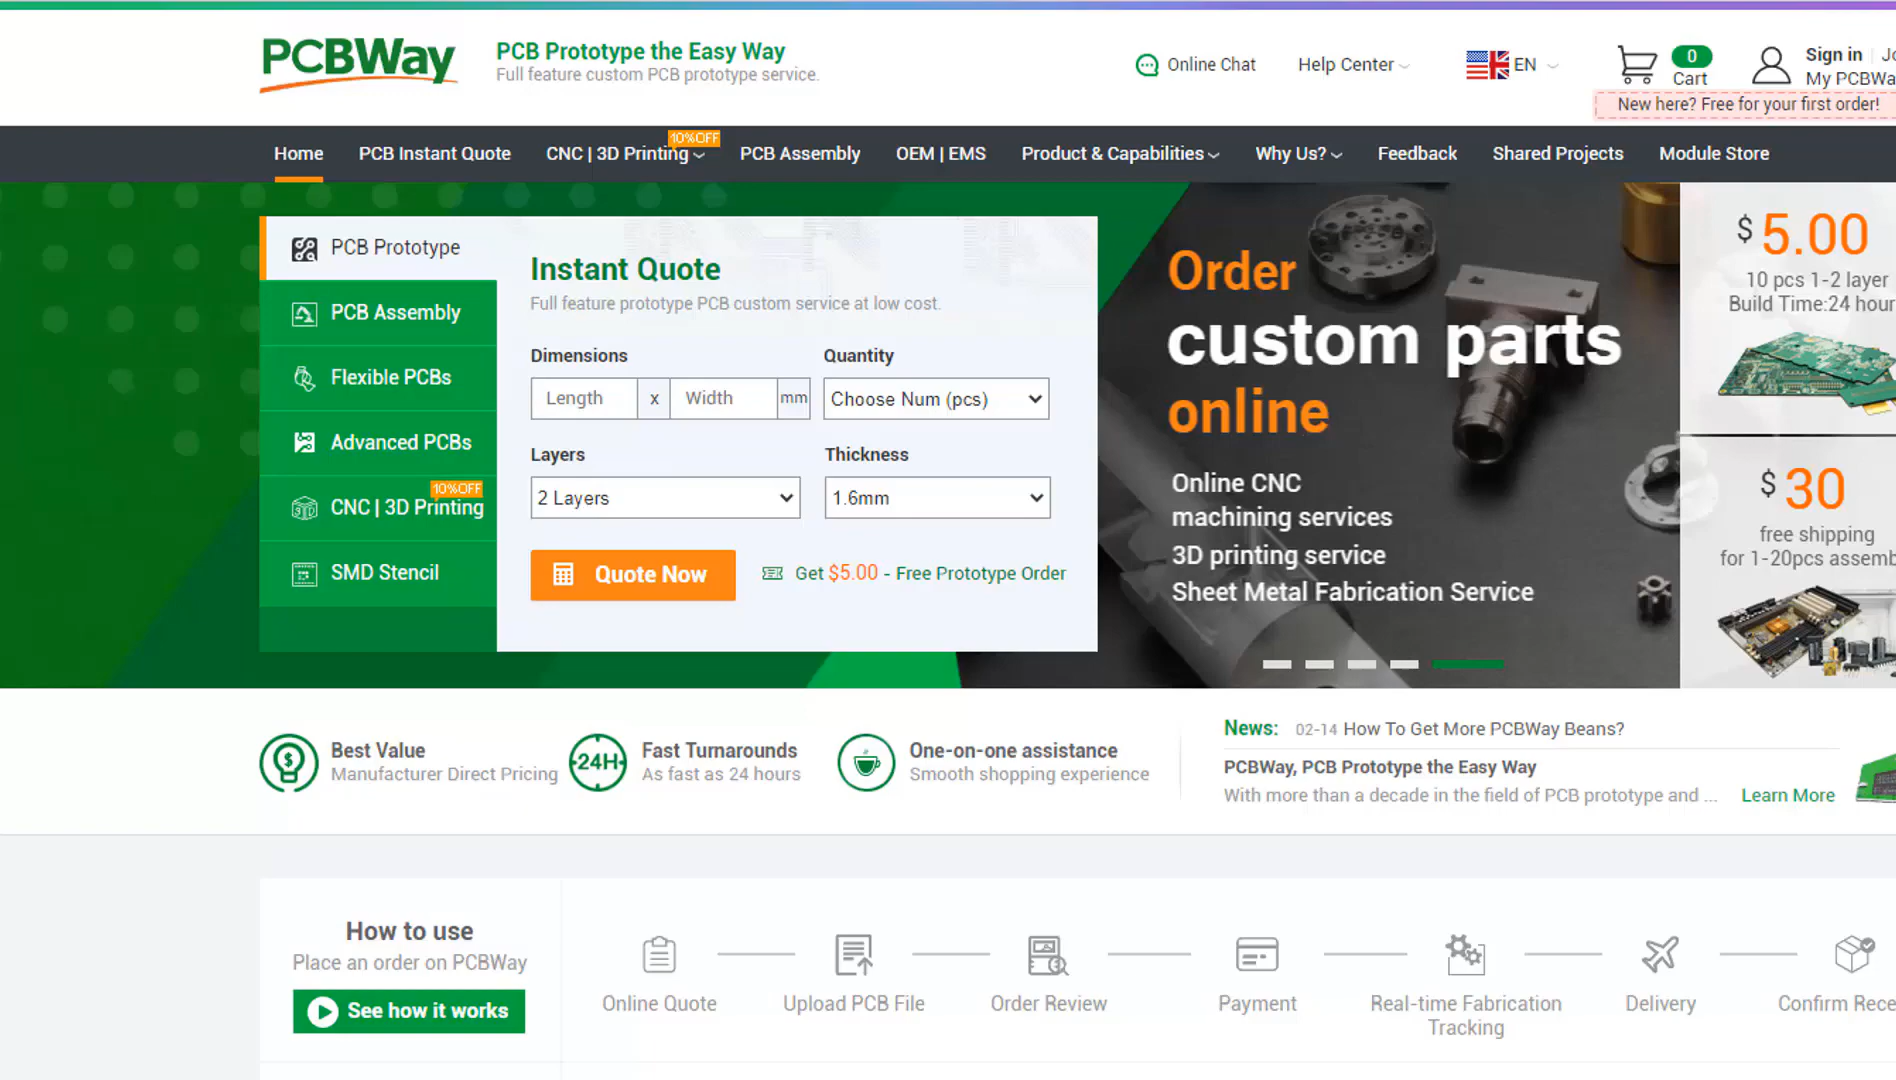 PCBWay
PCB Prototype the Easy Way
Full feature custom PCB prototype service.
Online Chat
Help Center
EN
0
Cart
Sign in
My PCBWa
New here? Free for your first order!
Home
PCB Instant Quote
CNC | 3D Printing
10%OFF
PCB Assembly
OEM | EMS
Product & Capabilities
Why Us?
Feedback
Shared Projects
Module Store
PCB Prototype
PCB Assembly
Flexible PCBs
Advanced PCBs
10%OFF
CNC | 3D Printing
SMD Stencil
Instant Quote
Full feature prototype PCB custom service at low cost.
Dimensions
Quantity
Length x Width mm
Choose Num (pcs)
Layers
Thickness
2 Layers
1.6mm
Quote Now
Get $5.00 - Free Prototype Order
Order
custom parts
online
Online CNC
machining services
3D printing service
Sheet Metal Fabrication Service
$ 5.00
10 pcs 1-2 layer
Build Time:24 hour
$ 30
free shipping
for 1-20pcs assemb
Best Value
Manufacturer Direct Pricing
24H
Fast Turnarounds
As fast as 24 hours
One-on-one assistance
Smooth shopping experience
News: 02-14 How To Get More PCBWay Beans?
PCBWay, PCB Prototype the Easy Way
With more than a decade in the field of PCB prototype and ... Learn More
How to use
Place an order on PCBWay
See how it works
Online Quote
Upload PCB File
Order Review
Payment
Real-time Fabrication
Tracking
Delivery
Confirm Rece